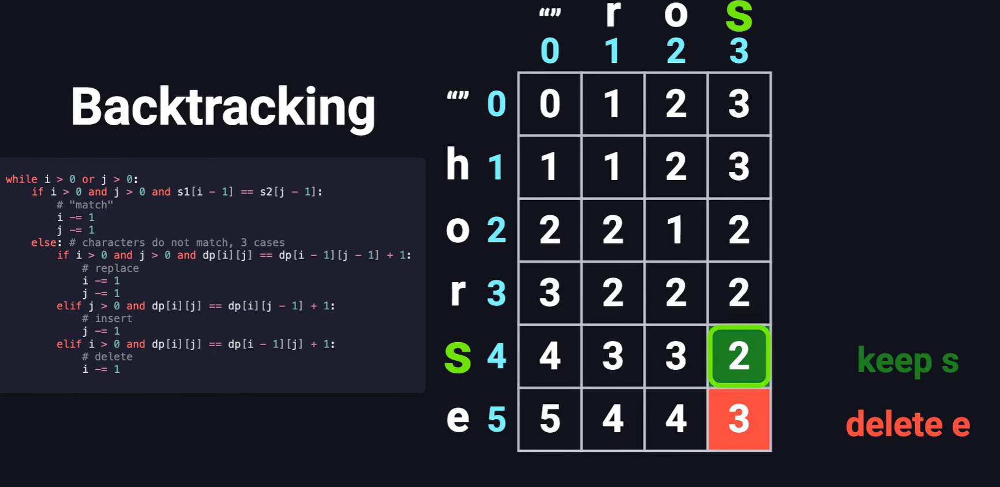 “” r o s
0 1 2 3
Backtracking
“” 0 0 1 2 3
h 1 1 1 2 3
o 2 2 2 1 2
r 3 3 2 2 2
s 4 4 3 3 2 keep s
e 5 5 4 4 3 delete e
while i > 0 or j > 0:
    if i > 0 and j > 0 and s1[i - 1] == s2[j - 1]:
        # "match"
        i -= 1
        j -= 1
    else: # characters do not match, 3 cases
        if i > 0 and j > 0 and dp[i][j] == dp[i - 1][j - 1] + 1:
            # replace
            i -= 1
            j -= 1
        elif j > 0 and dp[i][j] == dp[i][j - 1] + 1:
            # insert
            j -= 1
        elif i > 0 and dp[i][j] == dp[i - 1][j] + 1:
            # delete
            i -= 1